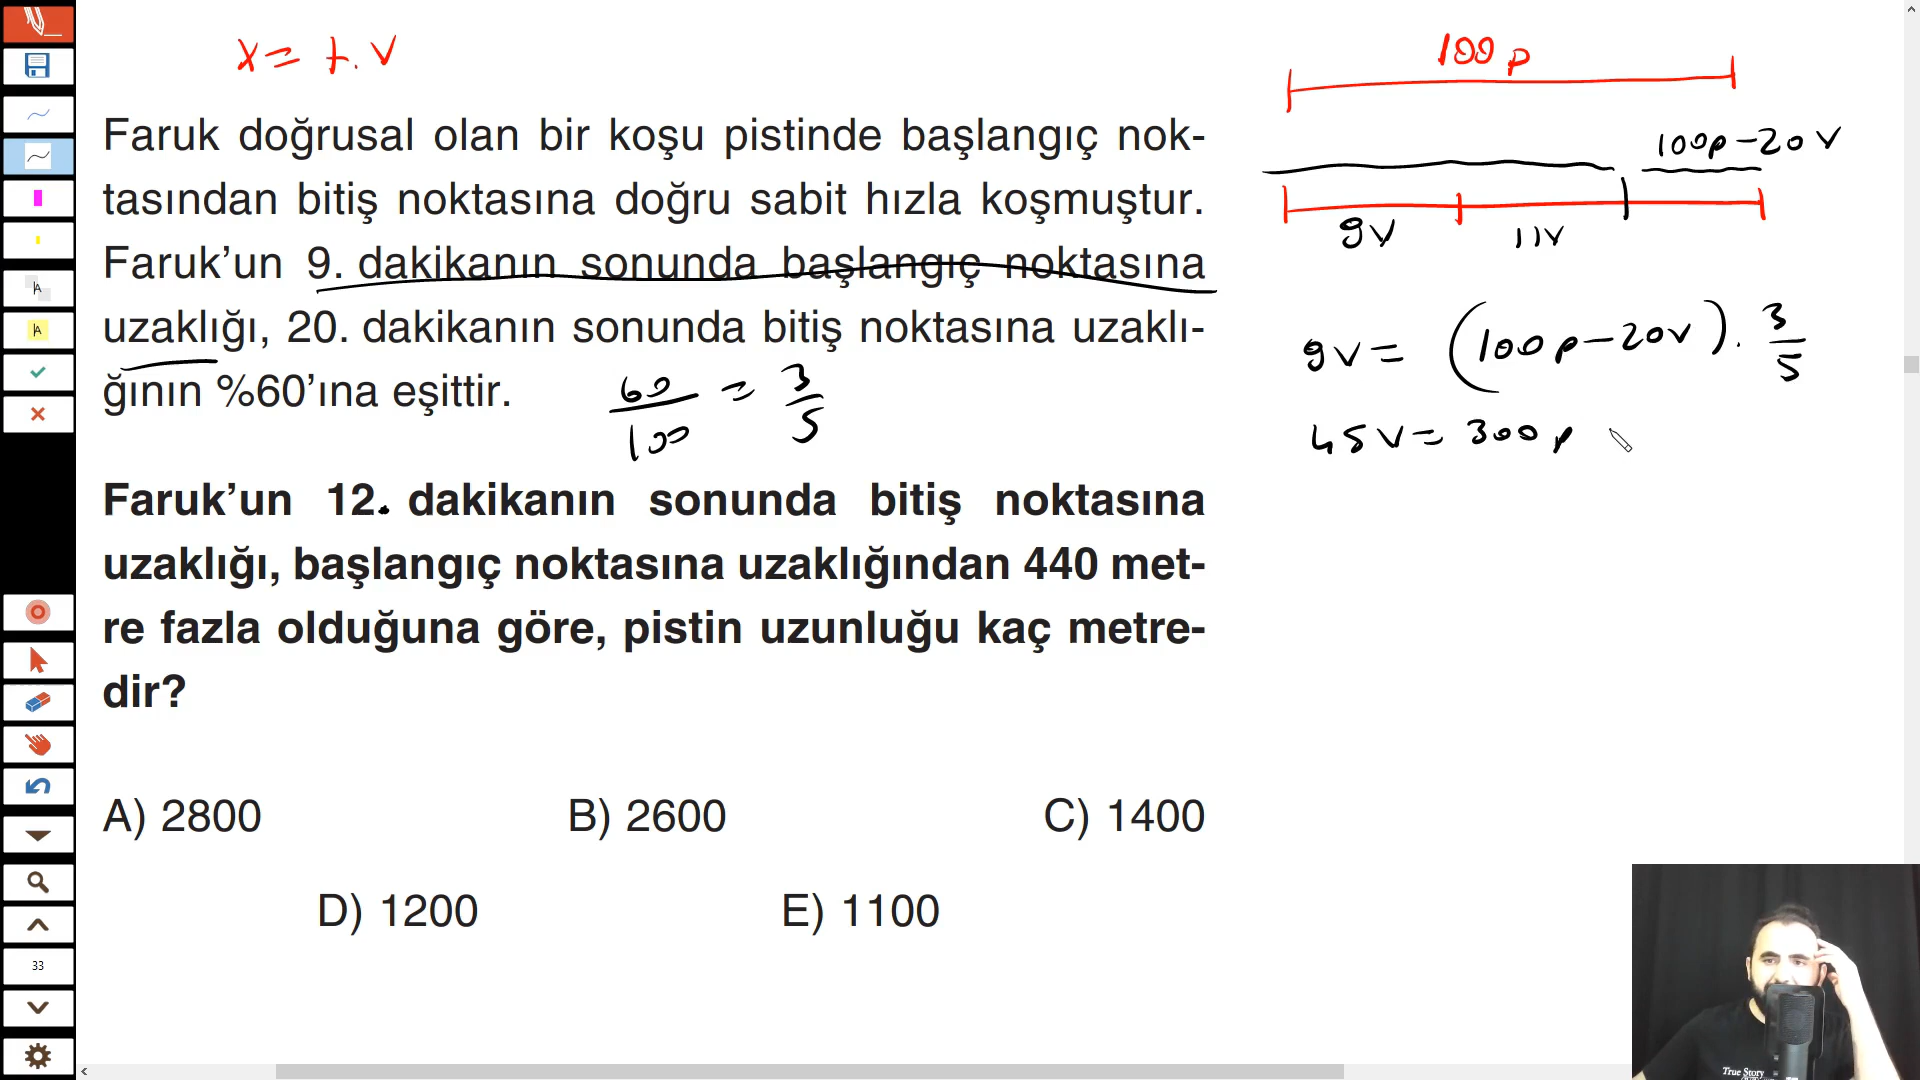 x = t.V
Faruk doğrusal olan bir koşu pistinde başlangıç nok-
tasından bitiş noktasına doğru sabit hızla koşmuştur.
Faruk’un 9. dakikanın sonunda başlangıç noktasına
uzaklığı, 20. dakikanın sonunda bitiş noktasına uzaklı-
ğının %60’ına eşittir.
60/100 = 3/5
Faruk’un 12. dakikanın sonunda bitiş noktasına
uzaklığı, başlangıç noktasına uzaklığından 440 met-
re fazla olduğuna göre, pistin uzunluğu kaç metre-
dir?
A) 2800 B) 2600 C) 1400
D) 1200 E) 1100
100p
100p-20V
9V 11V
9V = (100p-20V).3/5
45V = 300p
33
True Story